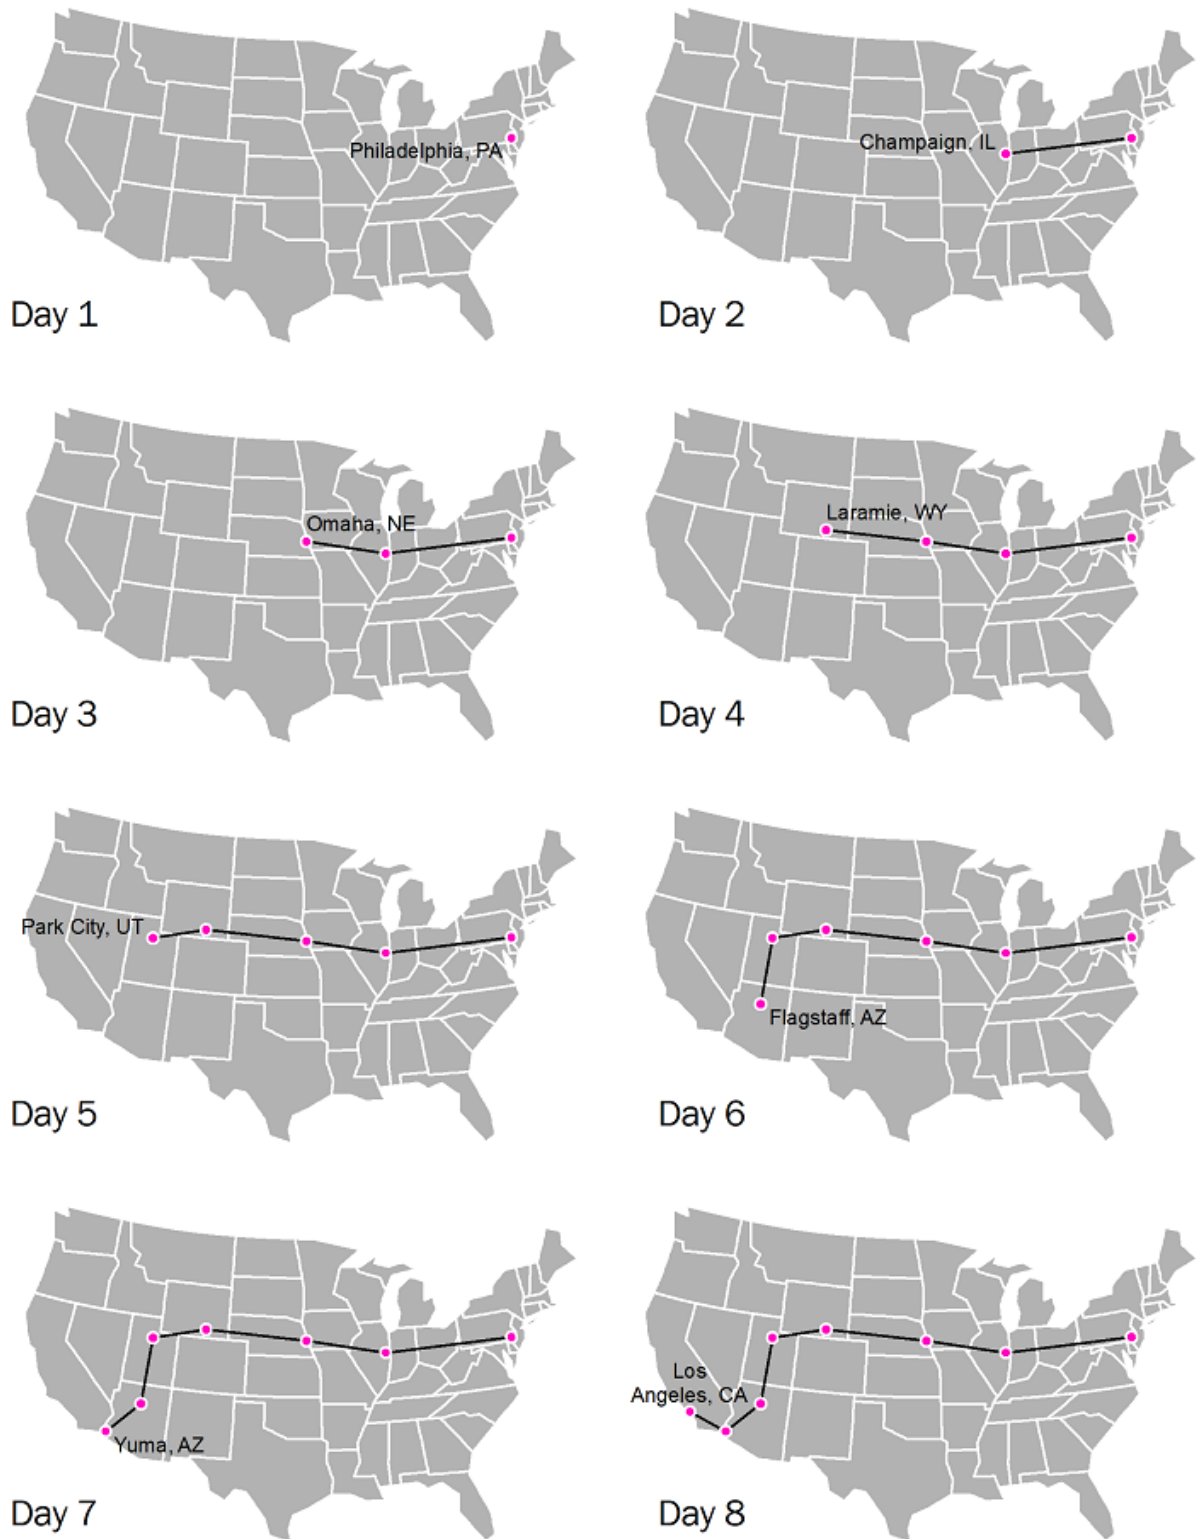 Philadelphia, PA
Day 1
Champaign, IL
Day 2
Omaha, NE
Day 3
Laramie, WY
Day 4
Park City, UT
Day 5
Flagstaff, AZ
Day 6
Yuma, AZ
Day 7
Los
Angeles, CA
Day 8